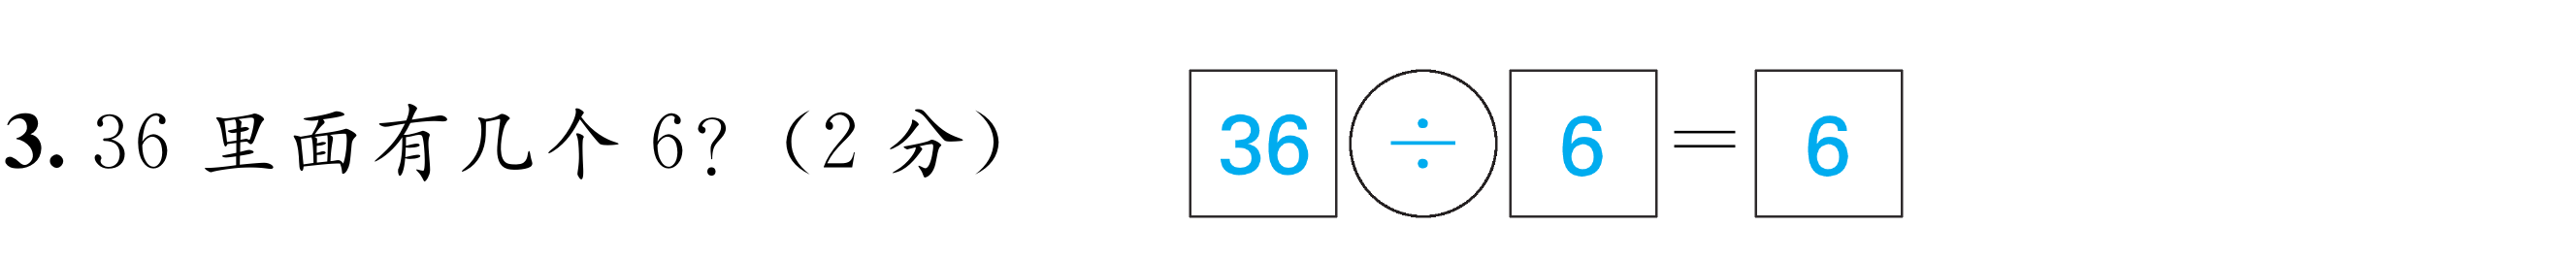 3. 36 里面有几个 6?（2 分） 36 ÷ 6 = 6